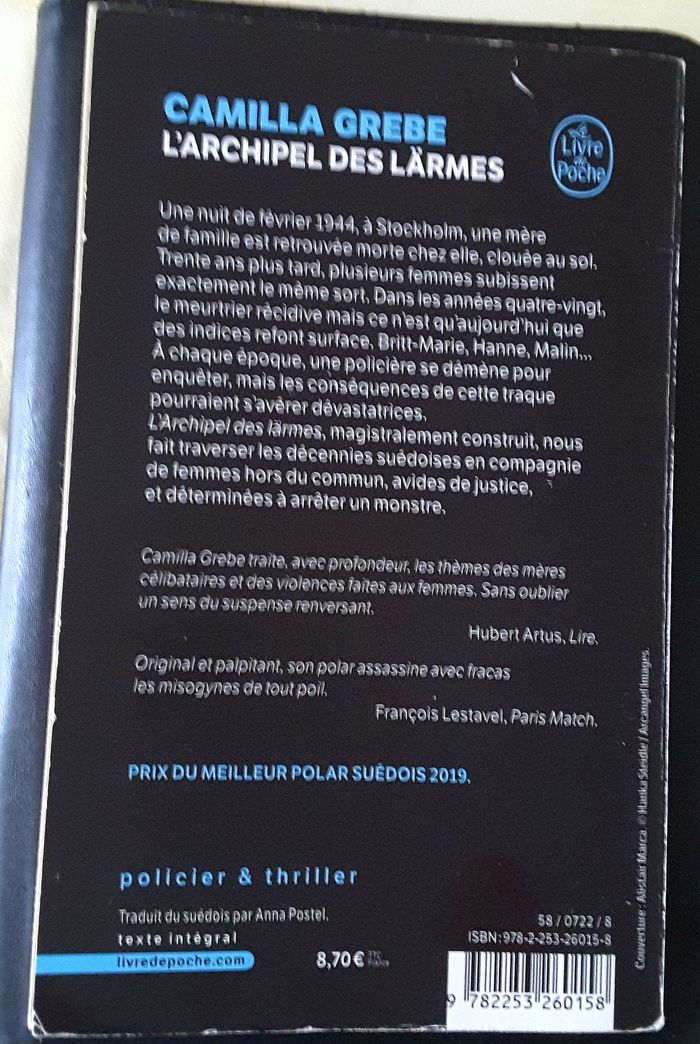 CAMILLA GREBE
L'ARCHIPEL DES LÄRMES
Le
Livre
de
Poche
Une nuit de février 1944, à Stockholm, une mère
de famille est retrouvée morte chez elle, clouée au sol.
Trente ans plus tard, plusieurs femmes subissent
exactement le même sort. Dans les années quatre-vingt,
le meurtrier récidive mais ce n'est qu'aujourd'hui que
des indices refont surface. Britt-Marie, Hanne, Malin...
À chaque époque, une policière se démène pour
enquêter, mais les conséquences de cette traque
pourraient s'avérer dévastatrices.
L'Archipel des lärmes, magistralement construit, nous
fait traverser les décennies suédoises en compagnie
de femmes hors du commun, avides de justice,
et déterminées à arrêter un monstre.
Camilla Grebe traite, avec profondeur, les thèmes des mères
célibataires et des violences faites aux femmes. Sans oublier
un sens du suspense renversant.
Hubert Artus, Lire.
Original et palpitant, son polar assassine avec fracas
les misogynes de tout poil.
François Lestavel, Paris Match.
PRIX DU MEILLEUR POLAR SUÉDOIS 2019.
policier & thriller
Traduit du suédois par Anna Postel.
texte intégral
livredepoche.com
8,70 € TTC
France
58 / 0722 / 8
ISBN : 978-2-253-26015-8
9 782253 260158
Couverture : Alistair Marca. © Hanka Steidle / Arcangel Images.